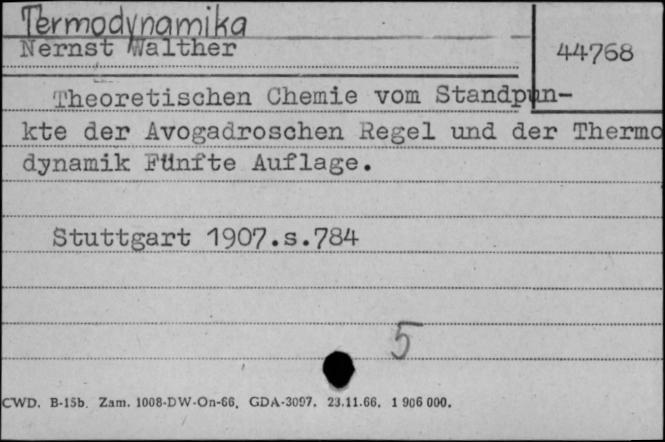 Termodynamika
Nernst Walther
44768
Theoretischen Chemie vom Standpun-
kte der Avogadroschen Regel und der Thermo
dynamik Fünfte Auflage.
Stuttgart 1907.s.784
5
CWD. B-15b. Zam. 1008-DW-On-66. GDA-3097. 23.11.66. 1 906 000.